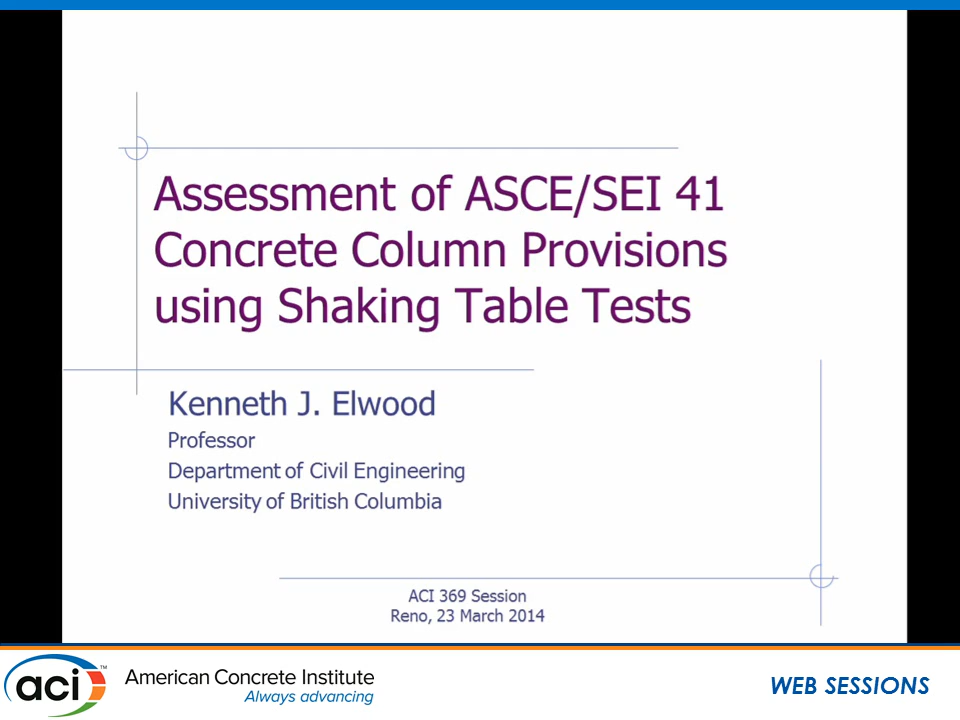 Assessment of ASCE/SEI 41
Concrete Column Provisions
using Shaking Table Tests
Kenneth J. Elwood
Professor
Department of Civil Engineering
University of British Columbia
ACI 369 Session
Reno, 23 March 2014
aci™
American Concrete Institute
Always advancing
WEB SESSIONS